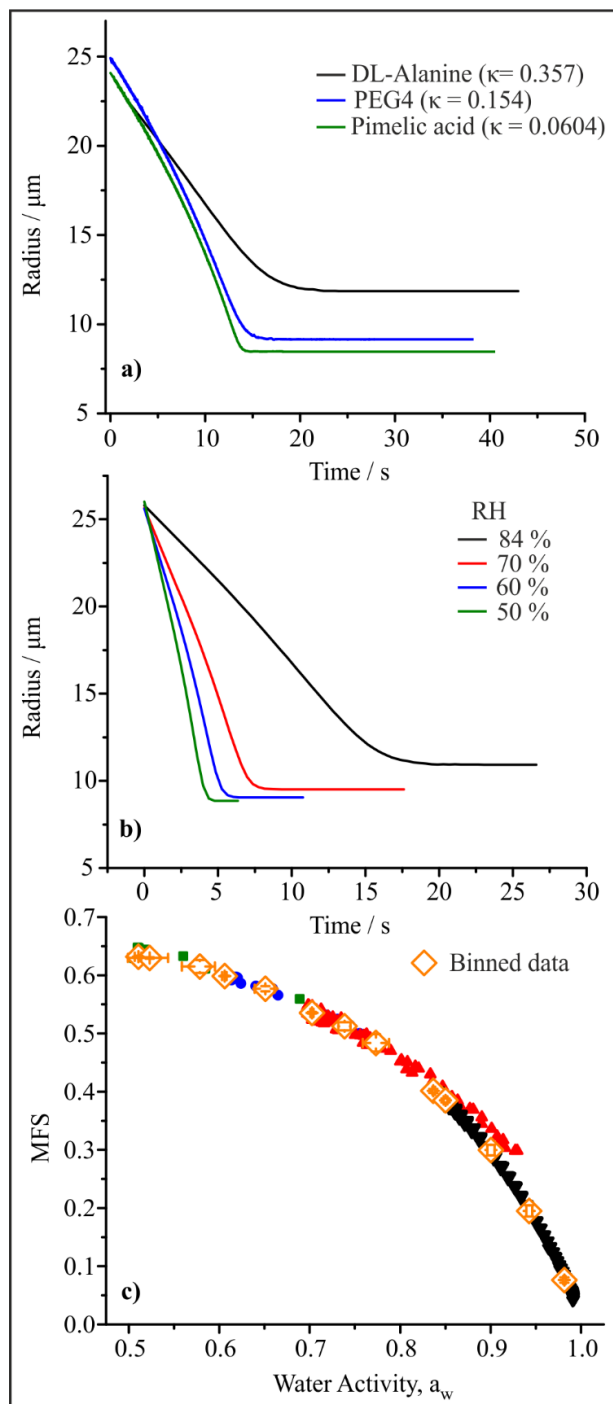 25
20
15
10
5
Radius / μm
DL-Alanine (κ= 0.357)
PEG4 (κ = 0.154)
Pimelic acid (κ = 0.0604)
a)
0 10 20 30 40 50
Time / s
25
20
15
10
5
Radius / μm
RH
84 %
70 %
60 %
50 %
b)
0 5 10 15 20 25 30
Time / s
0.7
0.6
0.5
0.4
0.3
0.2
0.1
0.0
MFS
Binned data
c)
0.5 0.6 0.7 0.8 0.9 1.0
Water Activity, aw